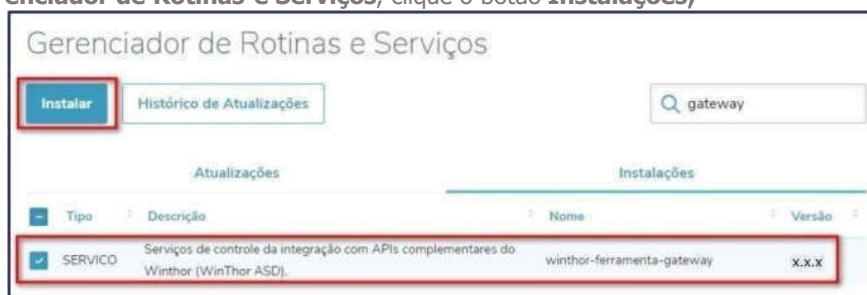 enciador de Rotinas e Serviços, clique o botão Instalações,
Gerenciador de Rotinas e Serviços
Instalar
Histórico de Atualizações
gateway
Atualizações
Instalações
Tipo
Descrição
Nome
Versão
SERVICO
Serviços de controle da integração com APIs complementares do
Winthor (WinThor ASD).
winthor-ferramenta-gateway
x.x.x